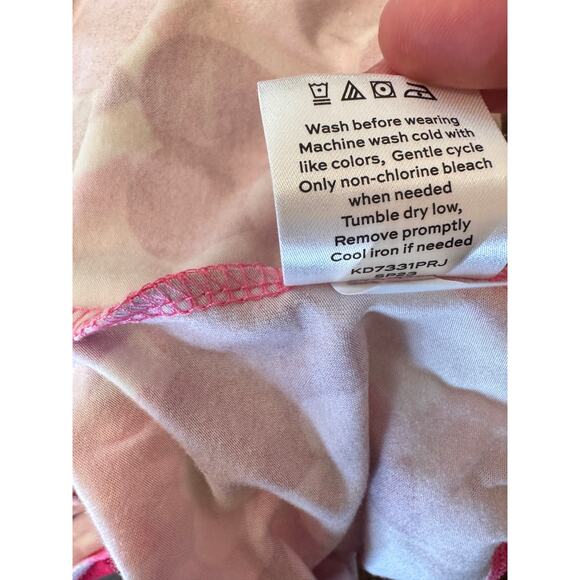 Wash before wearing
Machine wash cold with
like colors, Gentle cycle
Only non-chlorine bleach
when needed
Tumble dry low,
Remove promptly
Cool iron if needed
KD7331PRJ
SP23